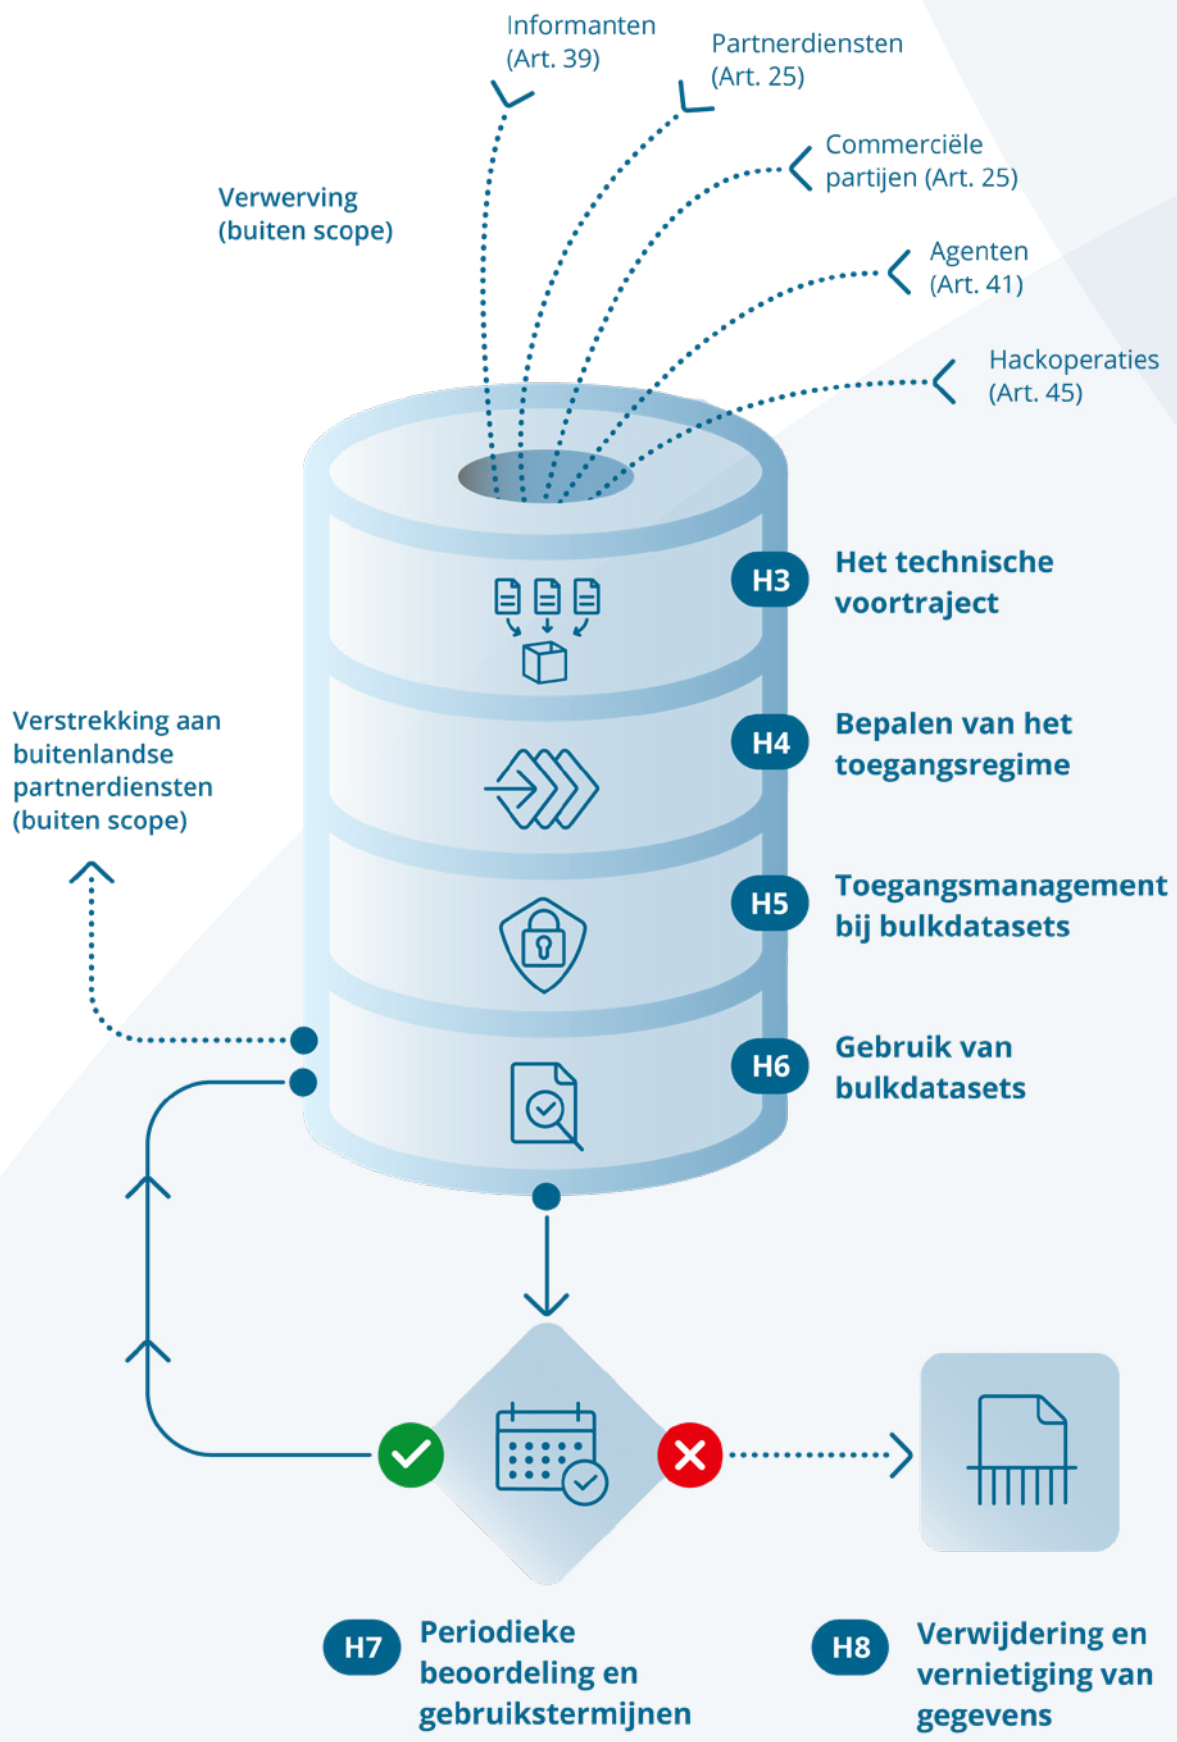 Informanten
(Art. 39)
Partnerdiensten
(Art. 25)
Commerciële
partijen (Art. 25)
Verwerving
(buiten scope)
Agenten
(Art. 41)
Hackoperaties
(Art. 45)
H3
Het technische
voortraject
H4
Bepalen van het
toegangsregime
Verstrekking aan
buitenlandse
partnerdiensten
(buiten scope)
H5
Toegangsmanagement
bij bulkdatasets
H6
Gebruik van
bulkdatasets
H7
Periodieke
beoordeling en
gebruikstermijnen
H8
Verwijdering en
vernietiging van
gegevens